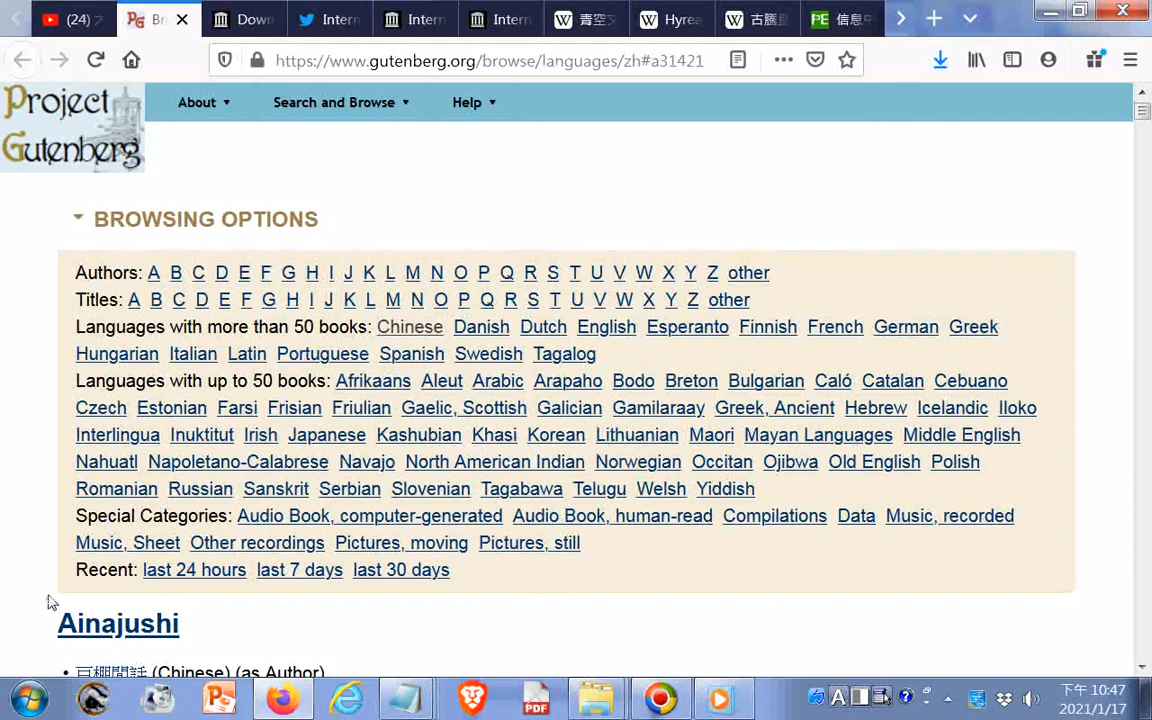 (24)
Br
Down
Intern
Intern
Intern
青空文
Hyrea
古騰
信息中
https://www.gutenberg.org/browse/languages/zh#a31421
Project
Gutenberg
About
Search and Browse
Help
BROWSING OPTIONS
Authors: A B C D E F G H I J K L M N O P Q R S T U V W X Y Z other
Titles: A B C D E F G H I J K L M N O P Q R S T U V W X Y Z other
Languages with more than 50 books: Chinese Danish Dutch English Esperanto Finnish French German Greek
Hungarian Italian Latin Portuguese Spanish Swedish Tagalog
Languages with up to 50 books: Afrikaans Aleut Arabic Arapaho Bodo Breton Bulgarian Caló Catalan Cebuano
Czech Estonian Farsi Frisian Friulian Gaelic, Scottish Galician Gamilaraay Greek, Ancient Hebrew Icelandic Iloko
Interlingua Inuktitut Irish Japanese Kashubian Khasi Korean Lithuanian Maori Mayan Languages Middle English
Nahuatl Napoletano-Calabrese Navajo North American Indian Norwegian Occitan Ojibwa Old English Polish
Romanian Russian Sanskrit Serbian Slovenian Tagabawa Telugu Welsh Yiddish
Special Categories: Audio Book, computer-generated Audio Book, human-read Compilations Data Music, recorded
Music, Sheet Other recordings Pictures, moving Pictures, still
Recent: last 24 hours last 7 days last 30 days
Ainajushi
• 豆棚閒話 (Chinese) (as Author)
PDF
A
下午 10:47
2021/1/17